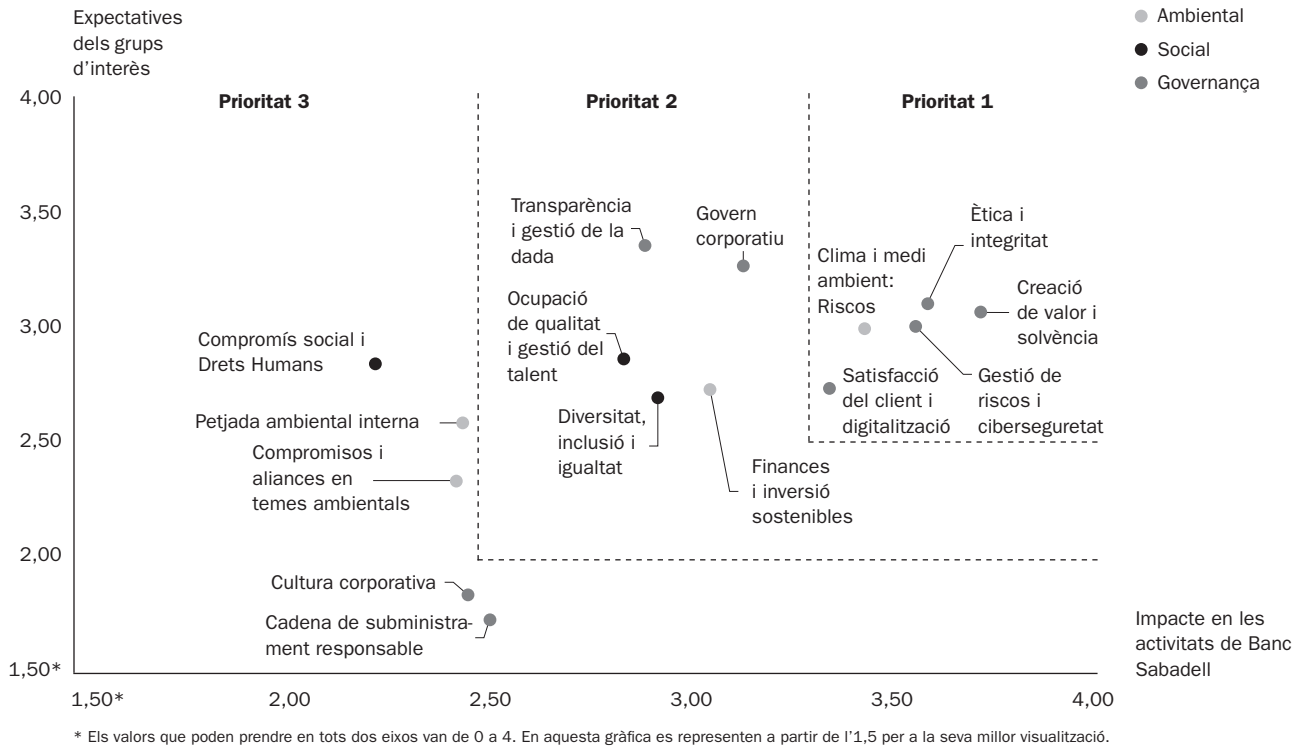 Expectatives
dels grups
d'interès
Ambiental
Social
Governança
4,00
Prioritat 3
Prioritat 2
Prioritat 1
3,50
Transparència
i gestió de la
dada
Govern
corporatiu
Ètica i
integritat
Clima i medi
ambient:
Riscos
Creació
de valor i
solvència
Ocupació
de qualitat
i gestió del
talent
3,00
Compromís social i
Drets Humans
Satisfacció
del client i
digitalització
Gestió de
riscos i
ciberseguretat
Petjada ambiental interna
Diversitat,
inclusió i
igualtat
2,50
Compromisos i
aliances en
temes ambientals
Finances
i inversió
sostenibles
2,00
Cultura corporativa
Cadena de subministra-
ment responsable
Impacte en les
activitats de Banc
Sabadell
1,50*
1,50*
2,00
2,50
3,00
3,50
4,00
* Els valors que poden prendre en tots dos eixos van de 0 a 4. En aquesta gràfica es representen a partir de l'1,5 per a la seva millor visualització.